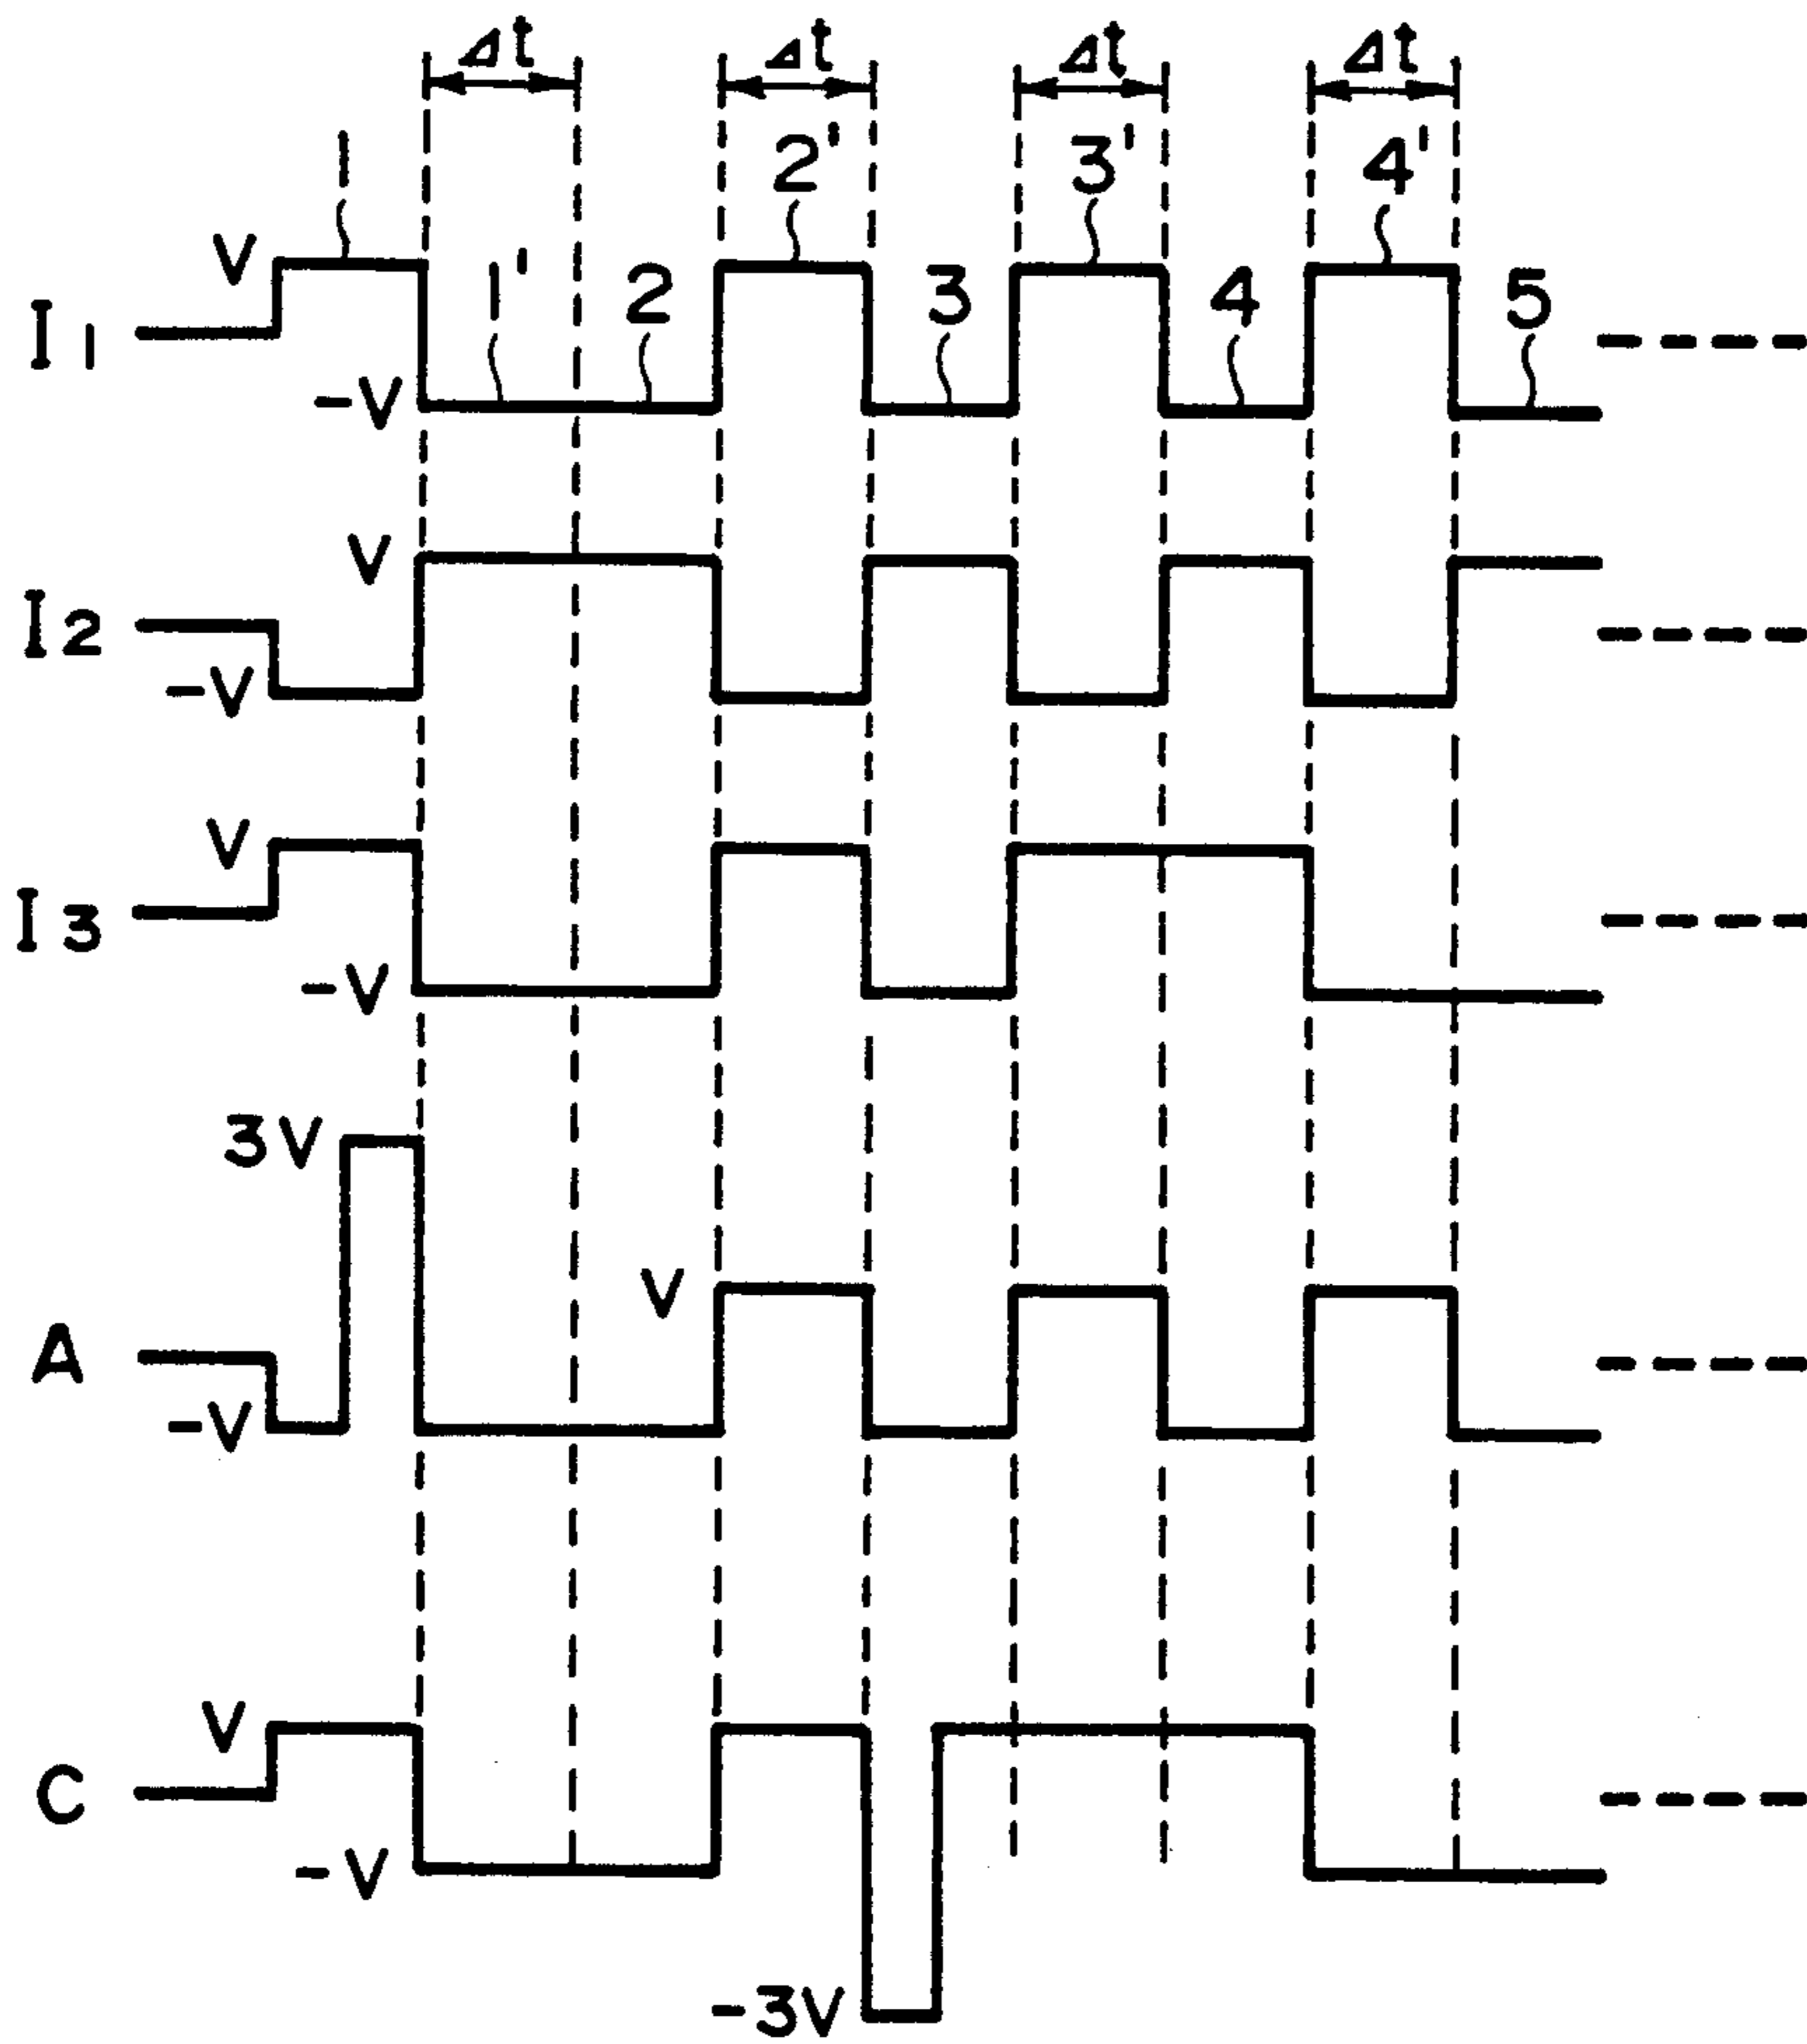 Δt Δt Δt Δt
1 2' 3' 4'
V 1' 2 3 4 5
I1
-V
V
I2
-V
V
I3
-V
3V
V
A
-V
V
C
-V
-3V